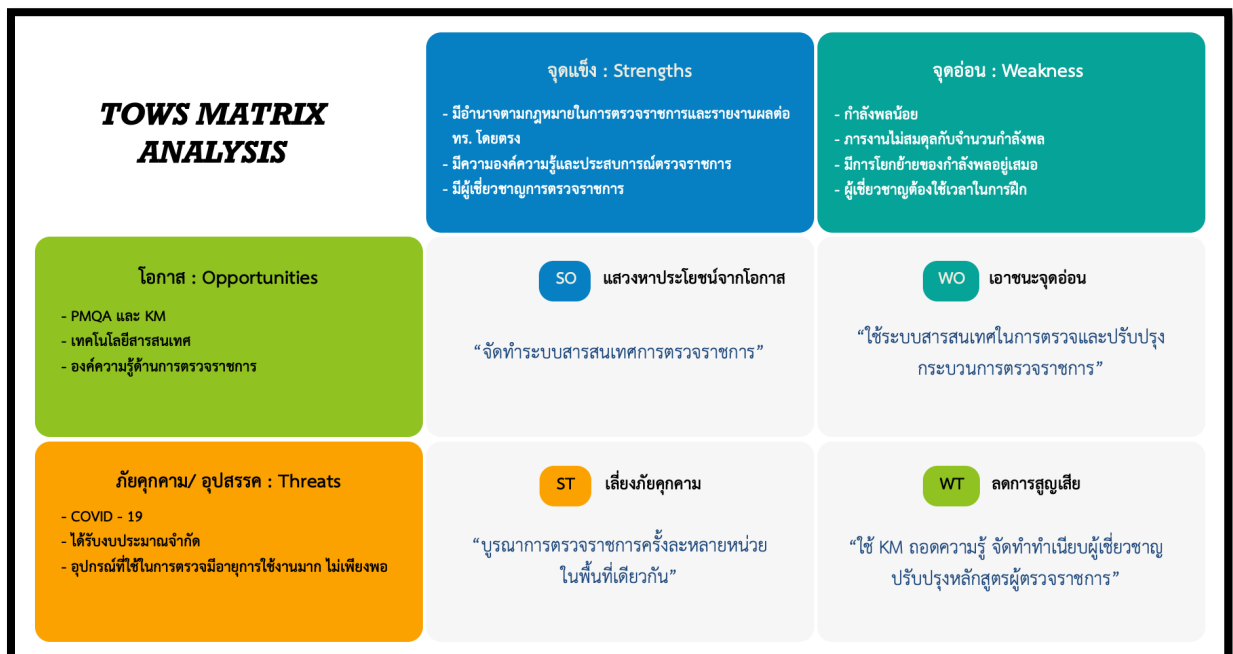 TOWS MATRIX
ANALYSIS
จุดแข็ง : Strengths
- มีอำนาจตามกฎหมายในการตรวจราชการและรายงานผลต่อ
ทร. โดยตรง
- มีความองค์ความรู้และประสบการณ์ตรวจราชการ
- มีผู้เชี่ยวชาญการตรวจราชการ
จุดอ่อน : Weakness
- กำลังพลน้อย
- ภารงานไม่สมดุลกับจำนวนกำลังพล
- มีการโยกย้ายของกำลังพลอยู่เสมอ
- ผู้เชี่ยวชาญต้องใช้เวลาในการฝึก
โอกาส : Opportunities
- PMQA และ KM
- เทคโนโลยีสารสนเทศ
- องค์ความรู้ด้านการตรวจราชการ
SO แสวงหาประโยชน์จากโอกาส
“จัดทำระบบสารสนเทศการตรวจราชการ”
WO เอาชนะจุดอ่อน
“ใช้ระบบสารสนเทศในการตรวจและปรับปรุง
กระบวนการตรวจราชการ”
ภัยคุกคาม/ อุปสรรค : Threats
- COVID - 19
- ได้รับงบประมาณจำกัด
- อุปกรณ์ที่ใช้ในการตรวจมีอายุการใช้งานมาก ไม่เพียงพอ
ST เลี่ยงภัยคุกคาม
“บูรณาการตรวจราชการครั้งละหลายหน่วย
ในพื้นที่เดียวกัน”
WT ลดการสูญเสีย
“ใช้ KM ถอดความรู้ จัดทำทำเนียบผู้เชี่ยวชาญ
ปรับปรุงหลักสูตรผู้ตรวจราชการ”